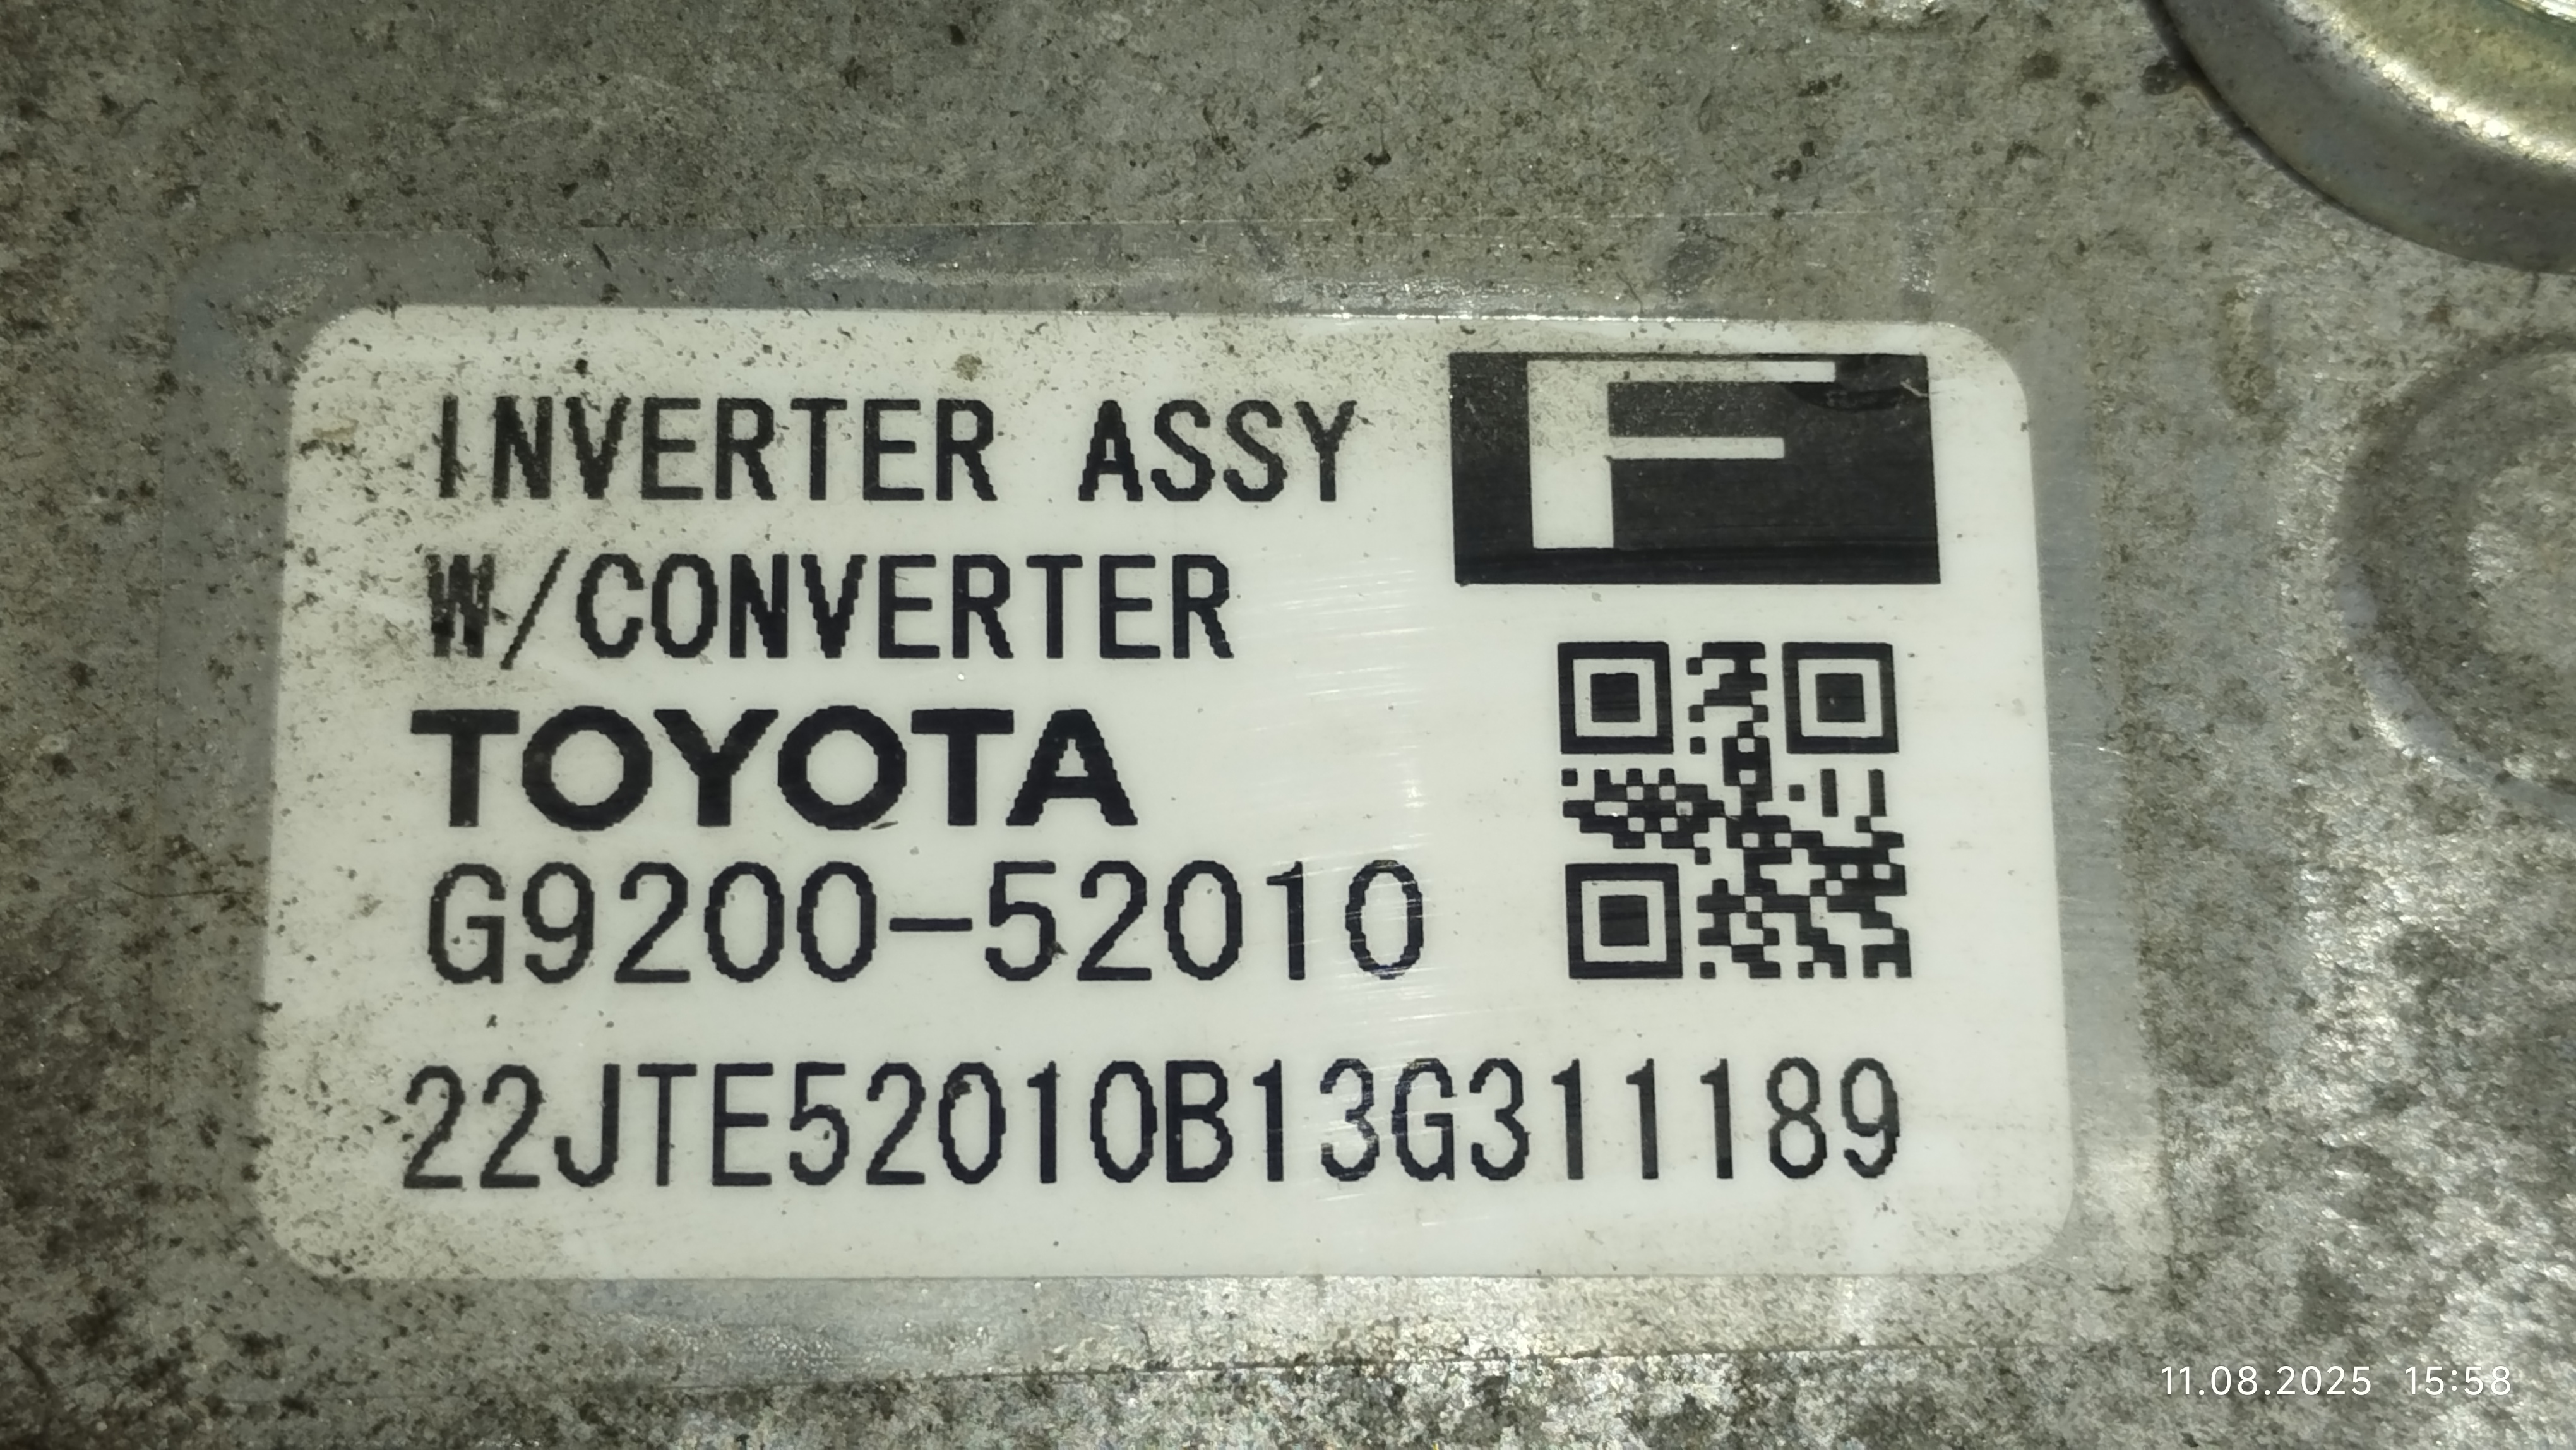 INVERTER ASSY
F
W/CONVERTER
TOYOTA
G9200-52010
22JTE52010B13G311189
11.08.2025 15:58